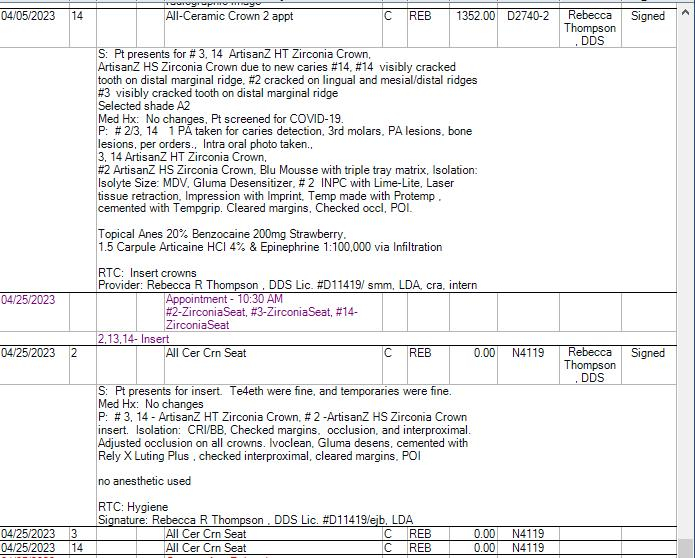 04/05/2023 14 All-Ceramic Crown 2 appt C REB 1352.00 D2740-2 Rebecca Thompson , DDS Signed
S: Pt presents for # 3, 14 ArtisanZ HT Zirconia Crown,
ArtisanZ HS Zirconia Crown due to new caries #14, #14 visibly cracked
tooth on distal marginal ridge, #2 cracked on lingual and mesial/distal ridges
#3 visibly cracked tooth on distal marginal ridge
Selected shade A2
Med Hx: No changes, Pt screened for COVID-19.
P: # 2/3, 14 1 PA taken for caries detection, 3rd molars, PA lesions, bone
lesions, per orders., Intra oral photo taken.,
3, 14 ArtisanZ HT Zirconia Crown,
#2 ArtisanZ HS Zirconia Crown, Blu Mousse with triple tray matrix, Isolation:
Isolyte Size: MDV, Gluma Desensitizer, # 2 INPC with Lime-Lite, Laser
tissue retraction, Impression with Imprint, Temp made with Protemp ,
cemented with Tempgrip. Cleared margins, Checked occl, POI.
Topical Anes 20% Benzocaine 200mg Strawberry,
1.5 Carpule Articaine HCl 4% & Epinephrine 1:100,000 via Infiltration
RTC: Insert crowns
Provider: Rebecca R Thompson , DDS Lic. #D11419/ smm, LDA, cra, intern
04/25/2023 Appointment - 10:30 AM
#2-ZirconiaSeat, #3-ZirconiaSeat, #14-
ZirconiaSeat
2,13,14- Insert
04/25/2023 2 All Cer Crn Seat C REB 0.00 N4119 Rebecca Thompson , DDS Signed
S: Pt presents for insert. Te4eth were fine, and temporaries were fine.
Med Hx: No changes
P: # 3, 14 - ArtisanZ HT Zirconia Crown, # 2 -ArtisanZ HS Zirconia Crown
insert. Isolation: CRI/BB, Checked margins, occlusion, and interproximal.
Adjusted occlusion on all crowns. Ivoclean, Gluma desens, cemented with
Rely X Luting Plus , checked interproximal, cleared margins, POI
no anesthetic used
RTC: Hygiene
Signature: Rebecca R Thompson , DDS Lic. #D11419/ejb, LDA
04/25/2023 3 All Cer Crn Seat C REB 0.00 N4119
04/25/2023 14 All Cer Crn Seat C REB 0.00 N4119